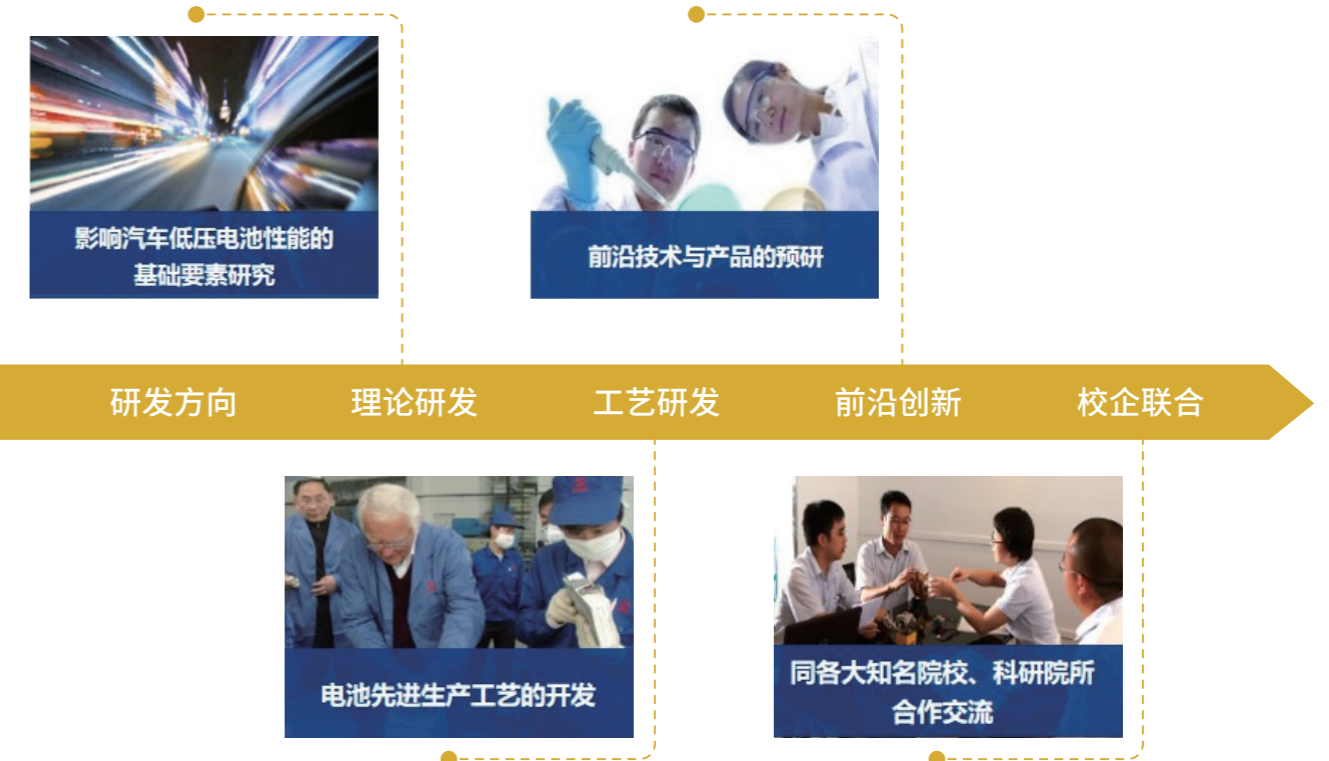 影响汽车低压电池性能的
基础要素研究
前沿技术与产品的预研
研发方向
理论研发
工艺研发
前沿创新
校企联合
电池先进生产工艺的开发
同各大知名院校、科研院所
合作交流